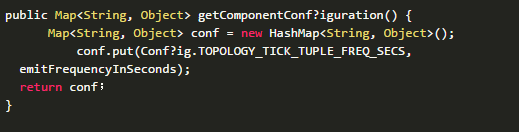 public Map<String, Object> getComponentConf?iguration() {
Map<String, Object> conf = new HashMap<String, Object>();
conf.put(Conf?ig.TOPOLOGY_TICK_TUPLE_FREQ_SECS,
emitFrequencyInSeconds);
return conf;
}